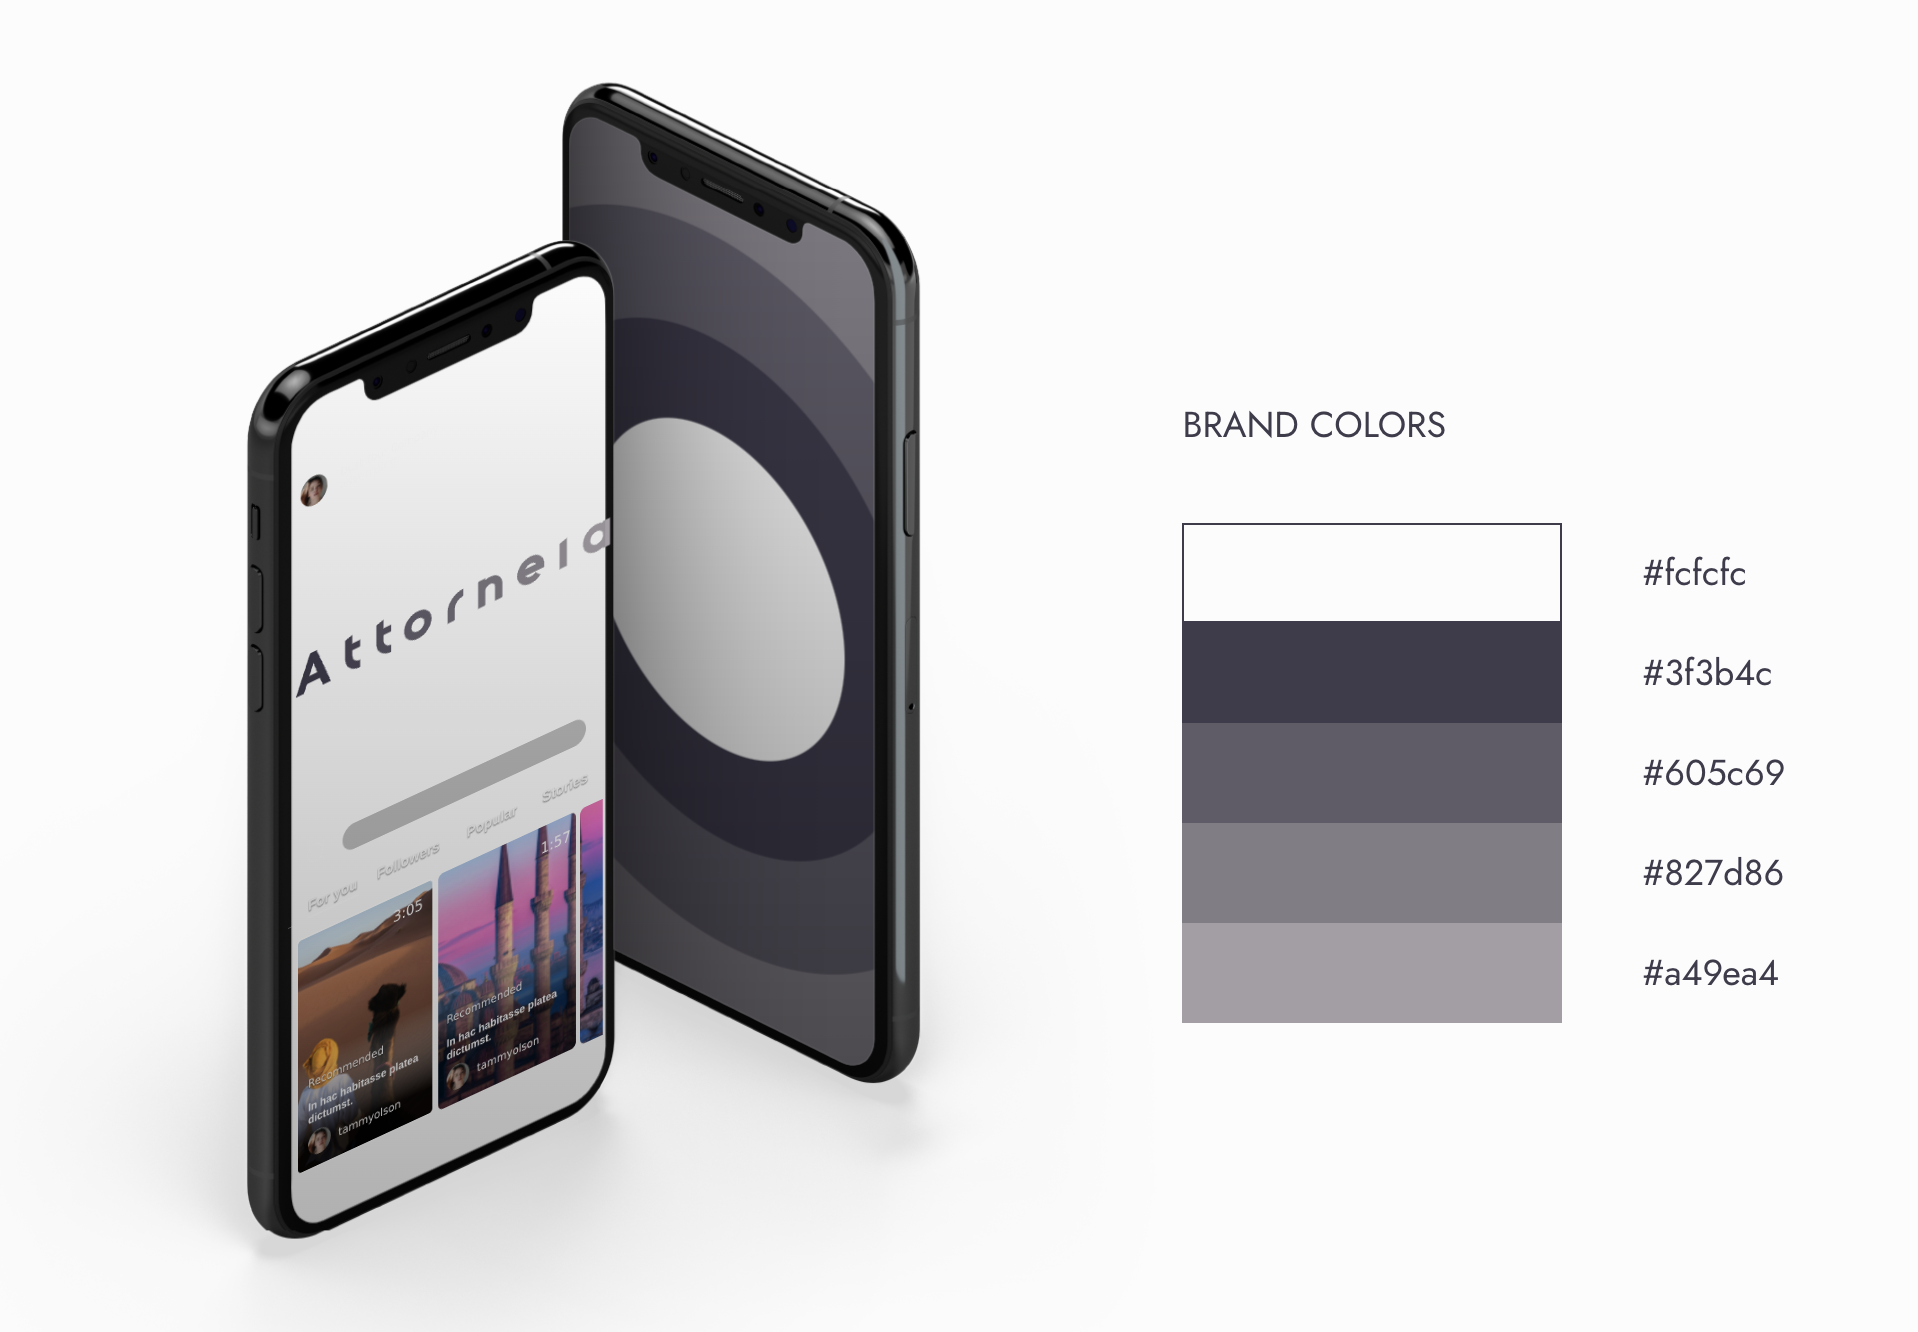 Attorneia
For you
Followers
Popular
Stories
3:05
Recommended
In hac habitasse platea
dictumst.
tammyolson
1:57
Recommended
In hac habitasse platea
dictumst.
tammyolson
BRAND COLORS
#fcfcfc
#3f3b4c
#605c69
#827d86
#a49ea4